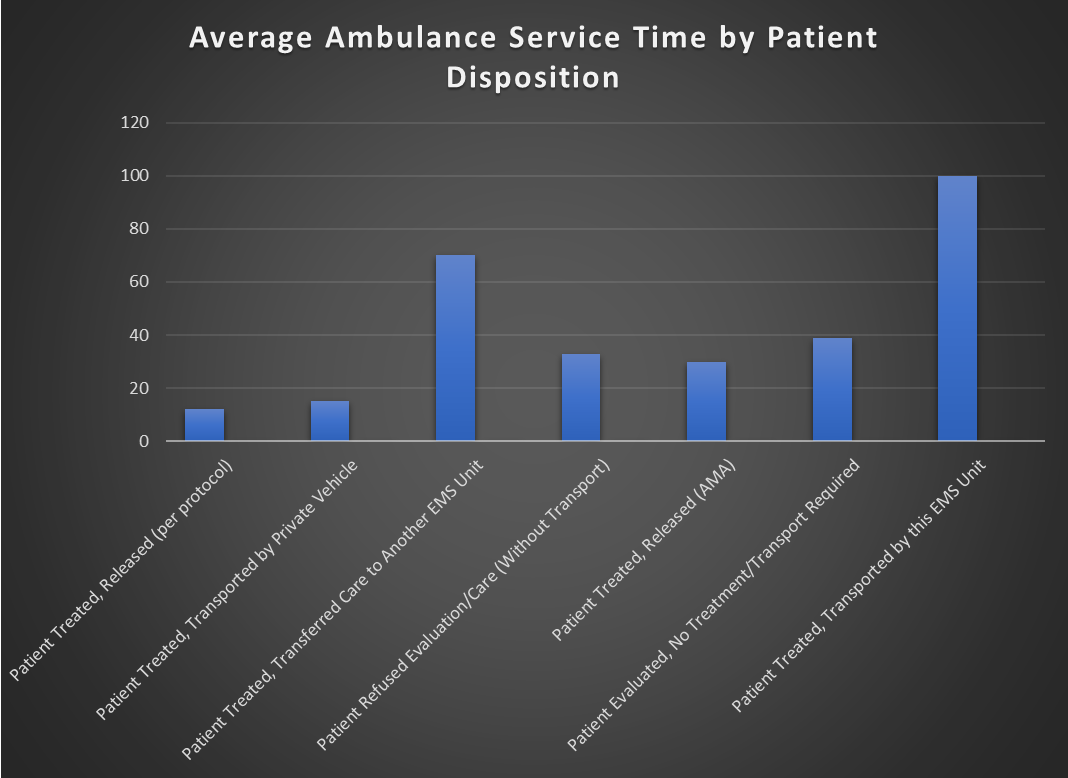 Average Ambulance Service Time by Patient
Disposition
120
100
80
60
40
20
0
Patient Treated, Released (per protocol)
Patient Treated, Transported by Private Vehicle
Patient Treated, Transferred Care to Another EMS Unit
Patient Refused Evaluation/Care (Without Transport)
Patient Treated, Released (AMA)
Patient Evaluated, No Treatment/Transport Required
Patient Treated, Transported by this EMS Unit